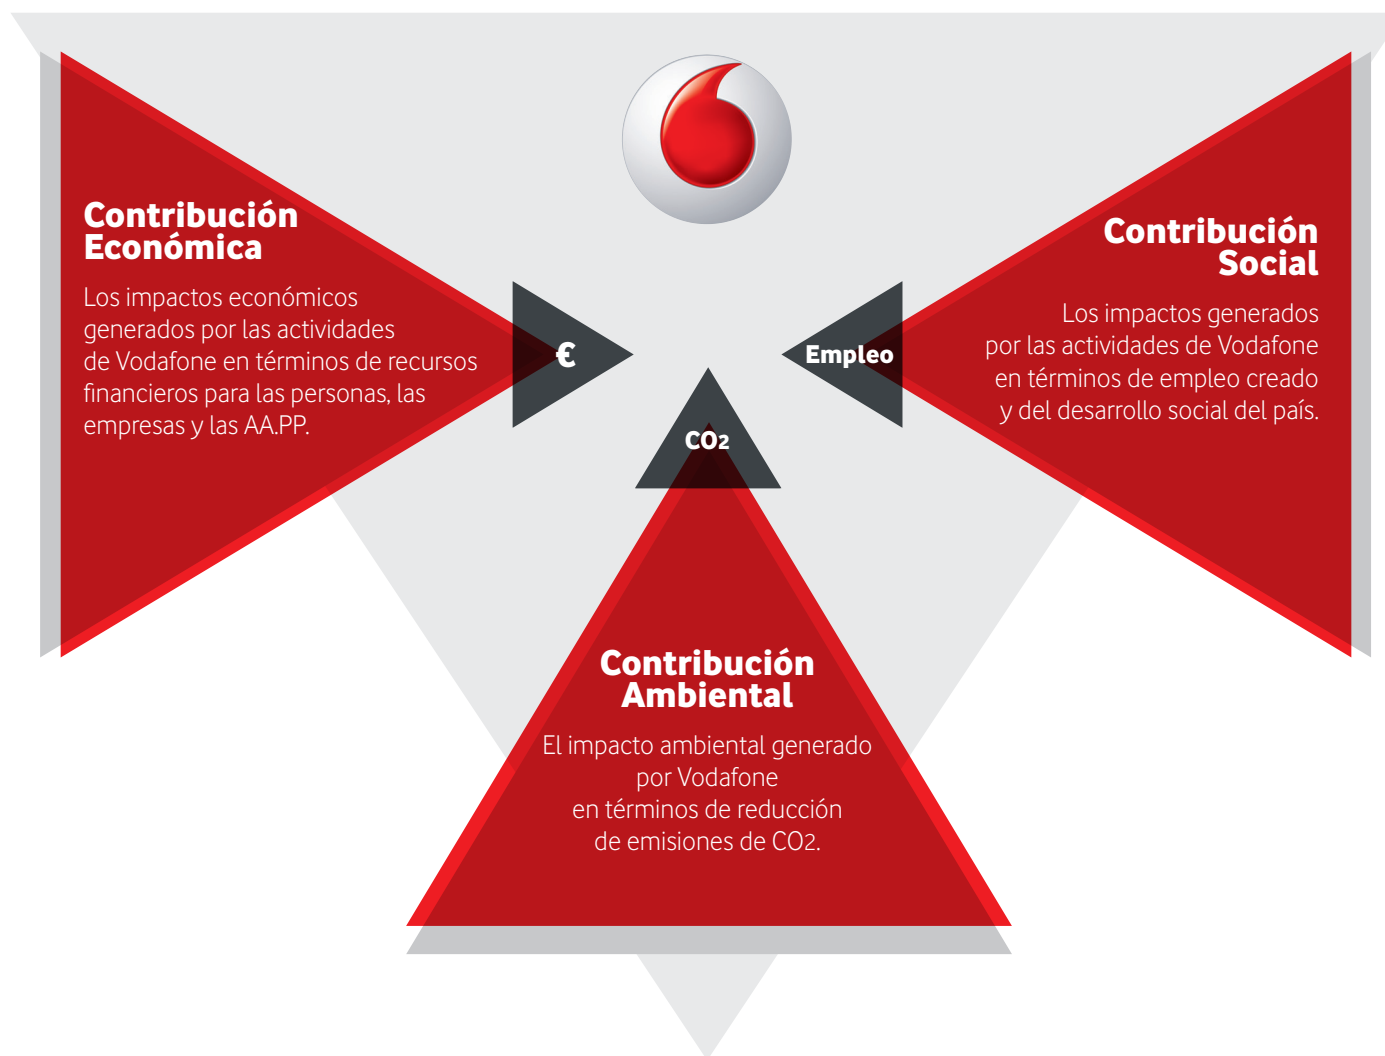 Contribución
Económica
Los impactos económicos
generados por las actividades
de Vodafone en términos de recursos
financieros para las personas, las
empresas y las AA.PP.
€
Contribución
Social
Los impactos generados
por las actividades de Vodafone
en términos de empleo creado
y del desarrollo social del país.
Empleo
CO2
Contribución
Ambiental
El impacto ambiental generado
por Vodafone
en términos de reducción
de emisiones de CO2.